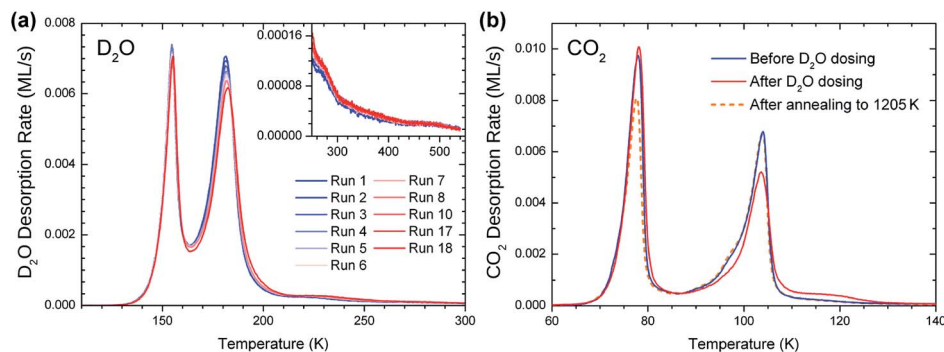 (a)
D₂O
D₂O Desorption Rate (ML/s)
0.008
0.006
0.004
0.002
0.000
150
200
250
300
Temperature (K)
0.00016
0.00008
0.00000
300
400
500
Run 1
Run 2
Run 3
Run 4
Run 5
Run 6
Run 7
Run 8
Run 10
Run 17
Run 18
(b)
CO₂
CO₂ Desorption Rate (ML/s)
0.010
0.008
0.006
0.004
0.002
0.000
60
80
100
120
140
Temperature (K)
Before D₂O dosing
After D₂O dosing
After annealing to 1205 K